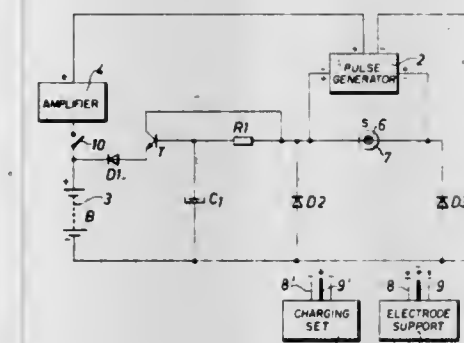 +
4
AMPLIFIER
10
D1
T
R1
PULSE
GENERATOR
2
S 6
7
+
3
B
-
C1
D2
D3
8' + 9'
CHARGING
SET
8 + 9
ELECTRODE
SUPPORT